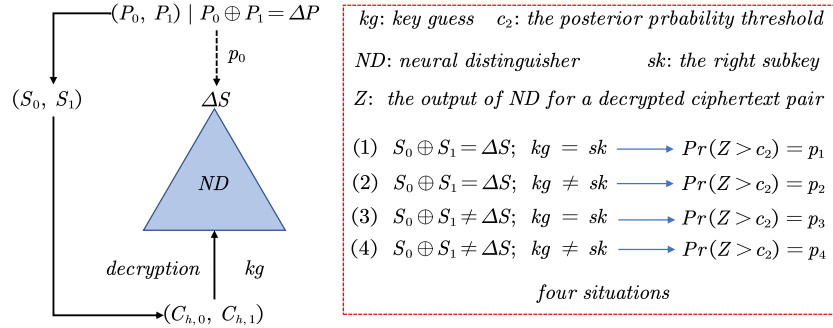 (P₀, P₁) | P₀ ⊕ P₁ = ΔP
p₀
(S₀, S₁)
ΔS
ND
decryption kg
(Cₕ,₀, Cₕ,₁)
kg: key guess c₂: the posterior prbability threshold
ND: neural distinguisher sk: the right subkey
Z: the output of ND for a decrypted ciphertext pair
(1) S₀ ⊕ S₁ = ΔS; kg = sk → Pr(Z > c₂) = p₁
(2) S₀ ⊕ S₁ = ΔS; kg ≠ sk → Pr(Z > c₂) = p₂
(3) S₀ ⊕ S₁ ≠ ΔS; kg = sk → Pr(Z > c₂) = p₃
(4) S₀ ⊕ S₁ ≠ ΔS; kg ≠ sk → Pr(Z > c₂) = p₄
four situations